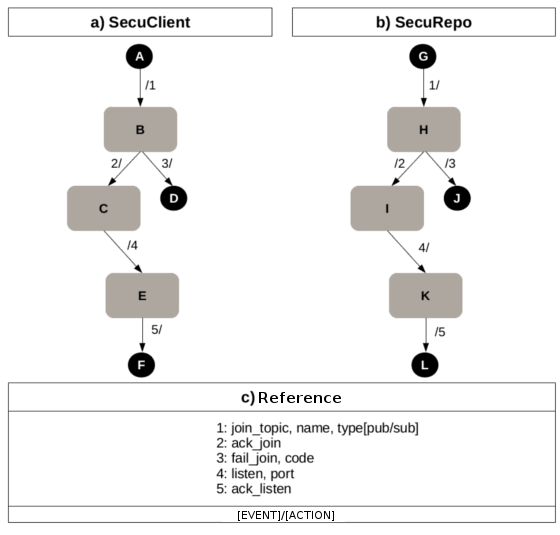 a) SecuClient
b) SecuRepo
A
/1
B
2/
3/
C
D
/4
E
5/
F
G
1/
H
/2
/3
I
J
4/
K
/5
L
c) Reference
1: join_topic, name, type[pub/sub]
2: ack_join
3: fail_join, code
4: listen, port
5: ack_listen
[EVENT]/[ACTION]